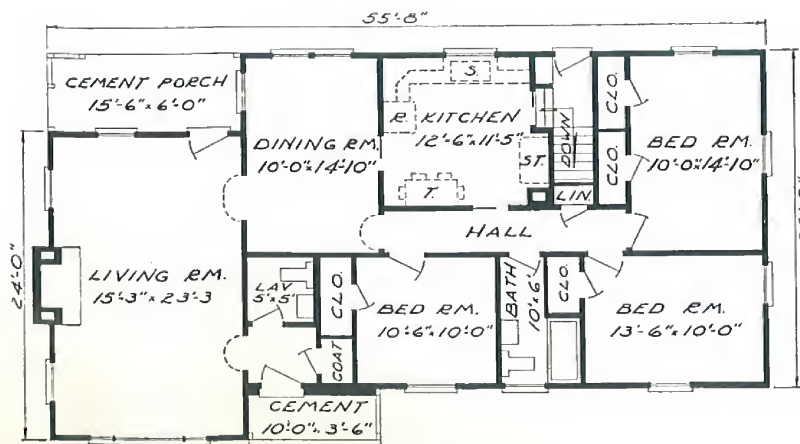 55'-8"
CEMENT PORCH
15'-6" x 6'-0"
DINING RM.
10'-0" x 14'-10"
S.
R. KITCHEN
12'-6" x 11'-5"
T.
ST.
DOWN
LIN.
CLO.
CLO.
BED RM.
10'-0" x 14'-10"
HALL
24'-0"
LIVING RM.
15'-3" x 23'-3
LAV
5' x 5'
CLO.
COAT
BED RM.
10'-6" x 10'-0"
BATH
10' x 6'
CLO.
BED RM.
13'-6" x 10'-0"
CEMENT
10'-0" x 3'-6"